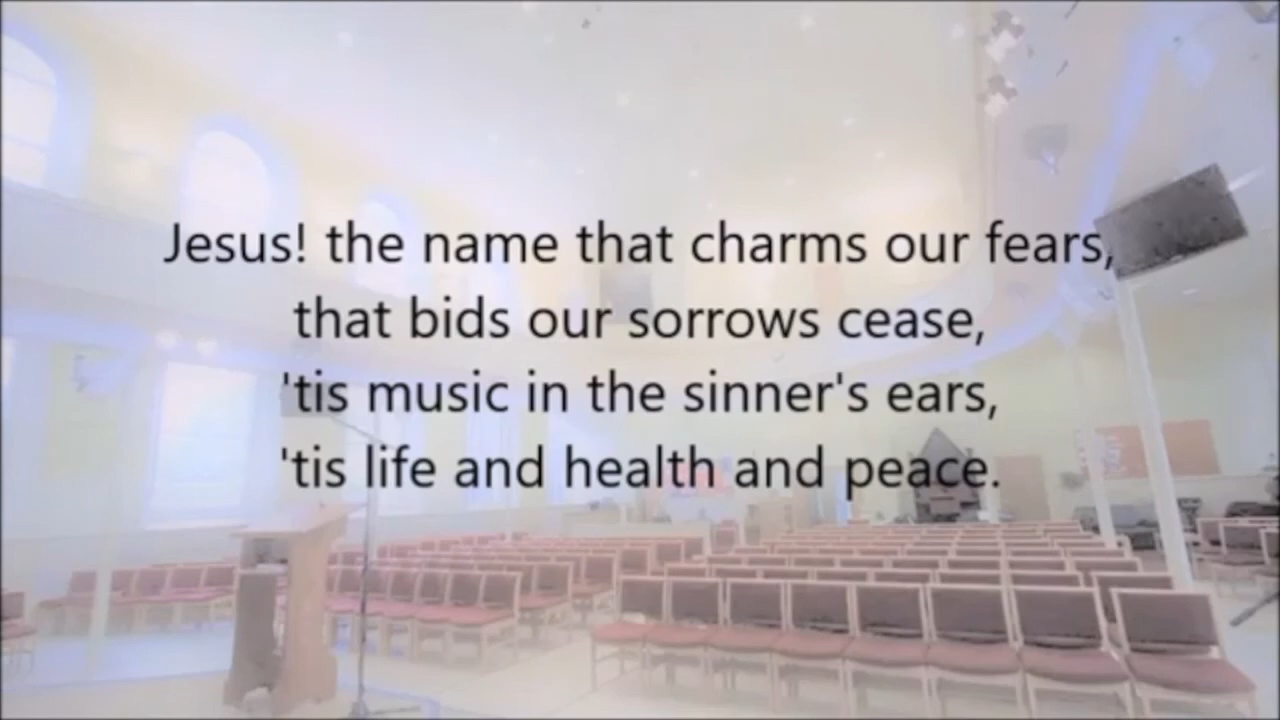 Jesus! the name that charms our fears,
that bids our sorrows cease,
'tis music in the sinner's ears,
'tis life and health and peace.